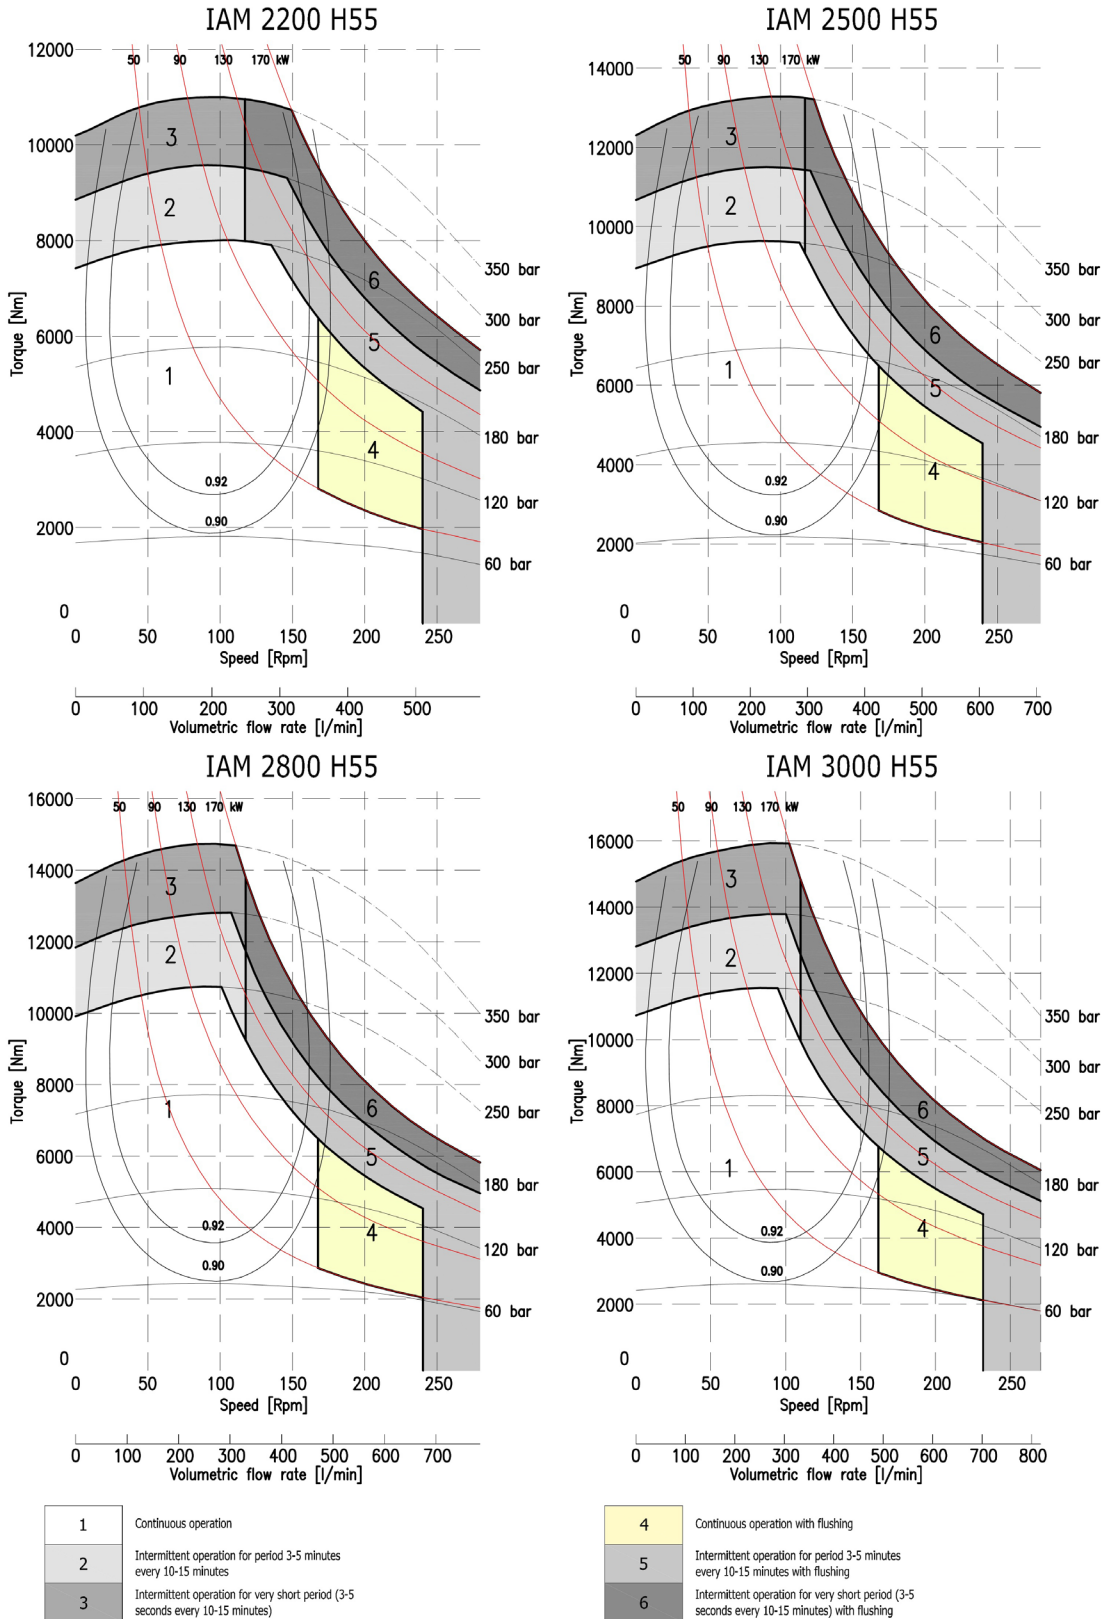 IAM 2200 H55
12000
50 90 130 170 kW
3
10000
2
8000
350 bar
6
300 bar
6000
5
1
250 bar
180 bar
4000
4
0.92
120 bar
2000
0.90
60 bar
0
Torque [Nm]
0 50 100 150 200 250
Speed [Rpm]
0 100 200 300 400 500
Volumetric flow rate [l/min]
IAM 2500 H55
50 90 130 170 kW
14000
12000
3
2
10000
350 bar
8000
300 bar
6
250 bar
1
6000
5
180 bar
4000
4
0.92
120 bar
0.90
2000
60 bar
0
Torque [Nm]
0 50 100 150 200 250
Speed [Rpm]
0 100 200 300 400 500 600 700
Volumetric flow rate [l/min]
IAM 2800 H55
16000
50 90 130 170 kW
14000
3
12000
2
10000
350 bar
300 bar
8000
1
6
250 bar
6000
5
180 bar
4000
0.92
4
120 bar
0.90
2000
60 bar
0
Torque [Nm]
0 50 100 150 200 250
Speed [Rpm]
0 100 200 300 400 500 600 700
Volumetric flow rate [l/min]
IAM 3000 H55
50 90 130 170 kW
16000
3
14000
2
12000
350 bar
10000
300 bar
8000
6
250 bar
6000
1
5
180 bar
4000
0.92
4
120 bar
0.90
2000
60 bar
0
Torque [Nm]
0 50 100 150 200 250
Speed [Rpm]
0 100 200 300 400 500 600 700 800
Volumetric flow rate [l/min]
1 Continuous operation
2 Intermittent operation for period 3-5 minutes
every 10-15 minutes
3 Intermittent operation for very short period (3-5
seconds every 10-15 minutes)
4 Continuous operation with flushing
5 Intermittent operation for period 3-5 minutes
every 10-15 minutes with flushing
6 Intermittent operation for very short period (3-5
seconds every 10-15 minutes) with flushing